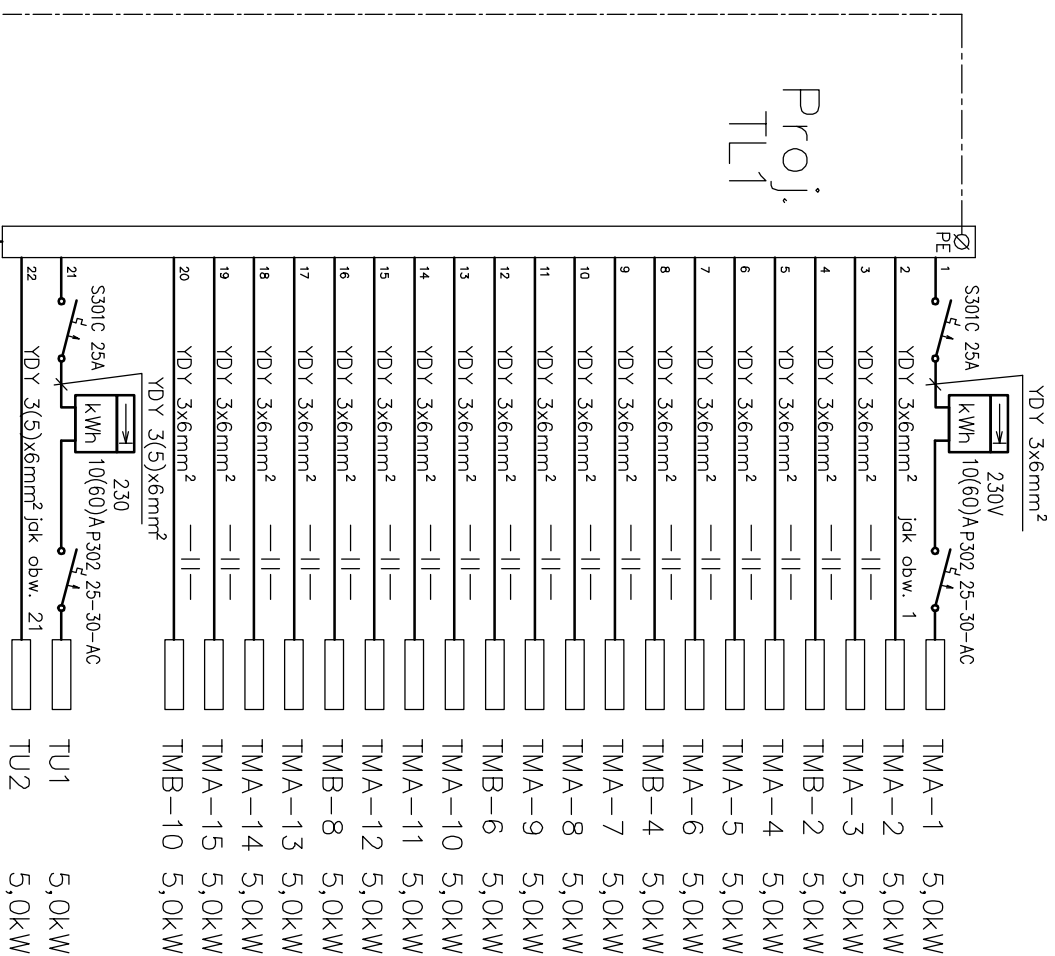 YDY 3x6mm²
230V
S301C 25A 10(60)A P302 25-30-AC
kWh
PE
1 TMA-1 5,0kW
2 YDY 3x6mm² jak obw. 1 TMA-2 5,0kW
3 YDY 3x6mm² —||— TMA-3 5,0kW
4 YDY 3x6mm² —||— TMB-2 5,0kW
5 YDY 3x6mm² —||— TMA-4 5,0kW
6 YDY 3x6mm² —||— TMA-5 5,0kW
7 YDY 3x6mm² —||— TMA-6 5,0kW
8 YDY 3x6mm² —||— TMB-4 5,0kW
9 YDY 3x6mm² —||— TMA-7 5,0kW
10 YDY 3x6mm² —||— TMA-8 5,0kW
11 YDY 3x6mm² —||— TMA-9 5,0kW
12 YDY 3x6mm² —||— TMB-6 5,0kW
13 YDY 3x6mm² —||— TMA-10 5,0kW
14 YDY 3x6mm² —||— TMA-11 5,0kW
15 YDY 3x6mm² —||— TMA-12 5,0kW
16 YDY 3x6mm² —||— TMB-8 5,0kW
17 YDY 3x6mm² —||— TMA-13 5,0kW
18 YDY 3x6mm² —||— TMA-14 5,0kW
19 YDY 3x6mm² —||— TMA-15 5,0kW
20 YDY 3x6mm² —||— TMB-10 5,0kW
YDY 3(5)x6mm²
230
S301C 25A 10(60)A P302 25-30-AC
kWh
21 TU1 5,0kW
22 YDY 3(5)x6mm² jak obw. 21 TU2 5,0kW
Proj.
TL1